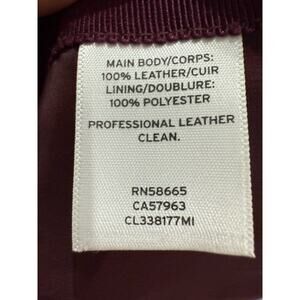 MAIN BODY/CORPS:
100% LEATHER/CUIR
LINING/DOUBLURE:
100% POLYESTER
PROFESSIONAL LEATHER
CLEAN.
RN58665
CA57963
CL338177MI